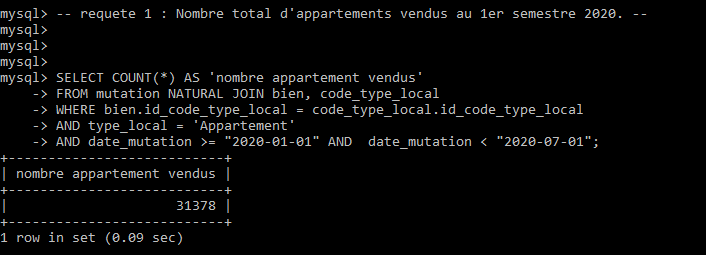 mysql> -- requete 1 : Nombre total d'appartements vendus au 1er semestre 2020. --
mysql>
mysql>
mysql>
mysql> SELECT COUNT(*) AS 'nombre appartement vendus'
    -> FROM mutation NATURAL JOIN bien, code_type_local
    -> WHERE bien.id_code_type_local = code_type_local.id_code_type_local
    -> AND type_local = 'Appartement'
    -> AND date_mutation >= "2020-01-01" AND  date_mutation < "2020-07-01";
+---------------------------+
| nombre appartement vendus |
+---------------------------+
|                     31378 |
+---------------------------+
1 row in set (0.09 sec)